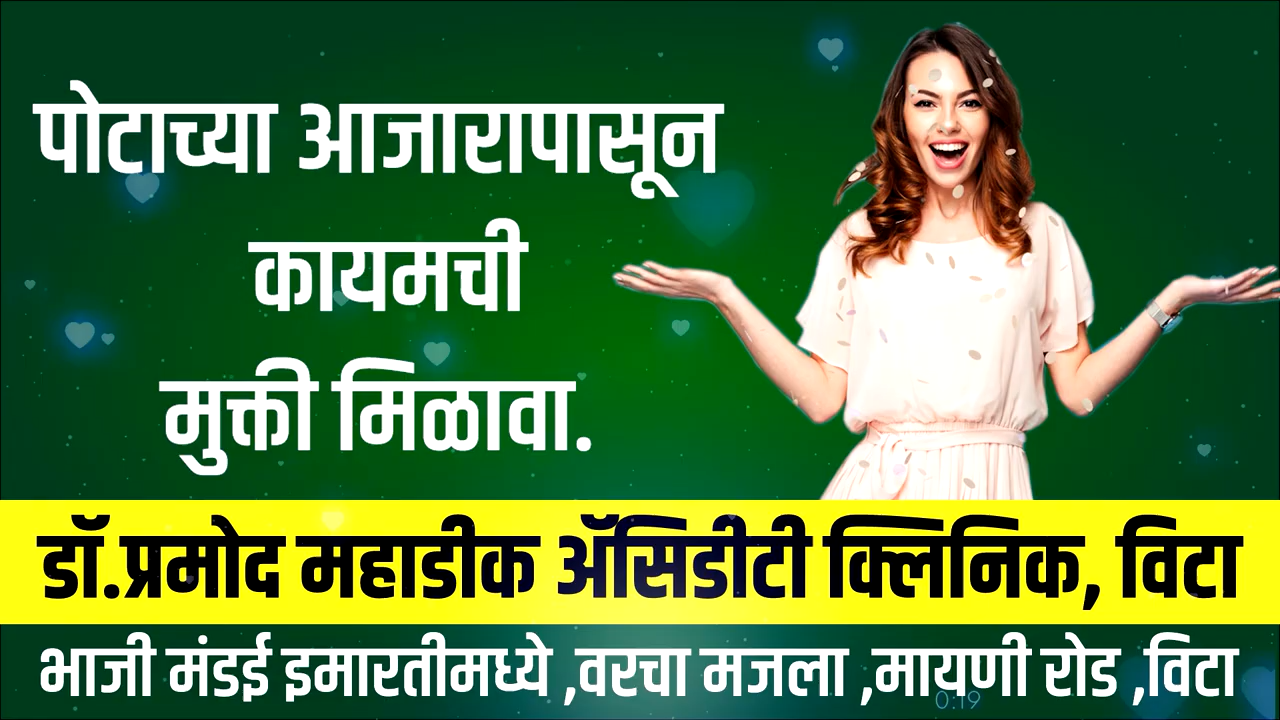 पोटाच्या आजारापासून
कायमची
मुक्ती मिळावा.
डॉ.प्रमोद महाडीक ॲसिडीटी क्लिनिक, विटा
भाजी मंडई इमारतीमध्ये ,वरचा मजला ,मायणी रोड ,विटा
0:19